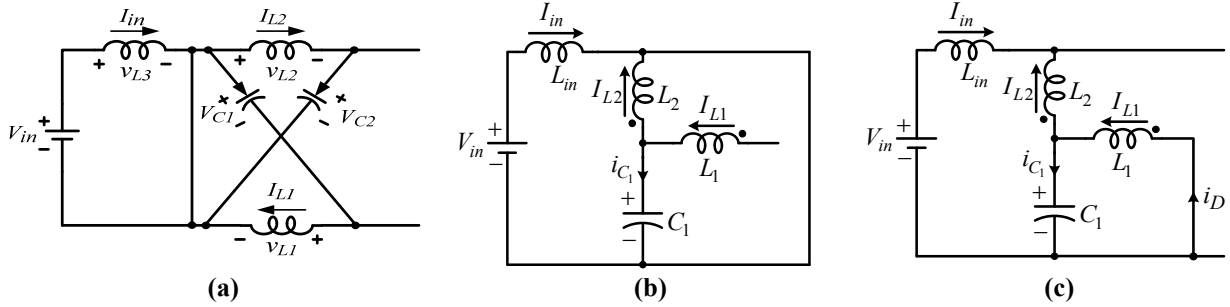 I_in
I_L2
+ v_L3 -
+ v_L2 -
V_in + -
+ V_C1 -
+ V_C2 -
I_L1
- v_L1 +
(a)
I_in
L_in
I_L2
L_2
I_L1
L_1
V_in + -
i_C1
+ C_1 -
(b)
I_in
L_in
I_L2
L_2
I_L1
L_1
V_in + -
i_C1
+ C_1 -
i_D
(c)